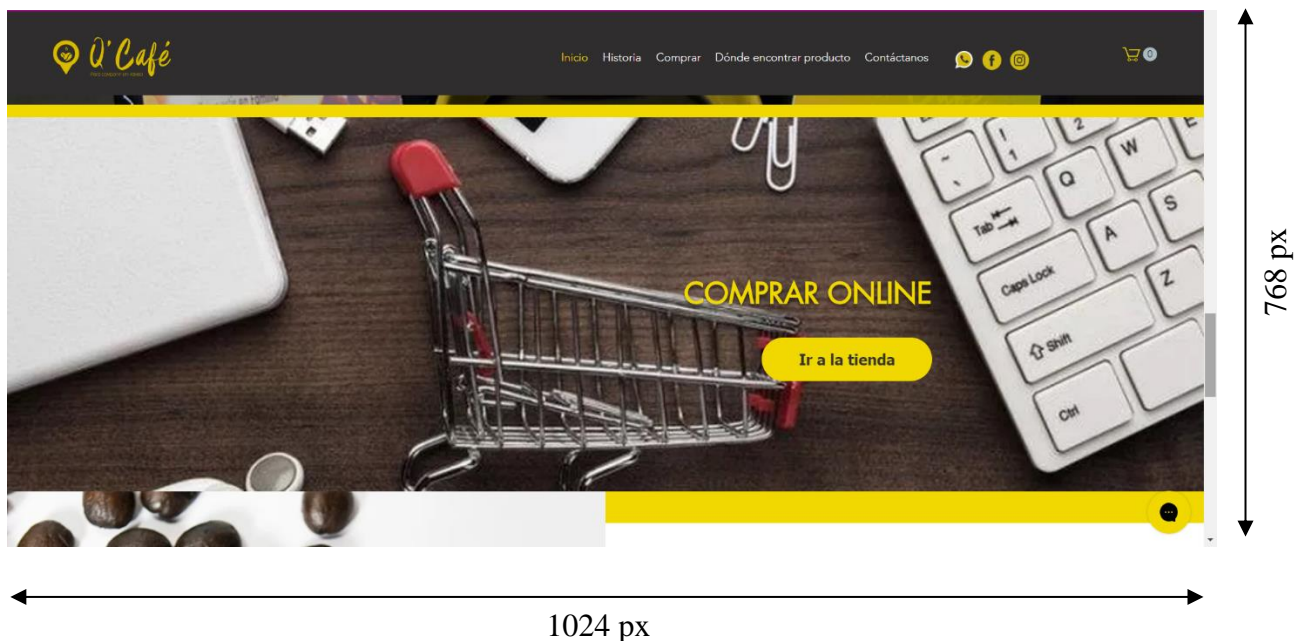 Q' Café
Inicio Historia Comprar Dónde encontrar producto Contáctanos 0
~ ` ! 1 2 W E
Tab Q
Caps Lock A S
COMPRAR ONLINE
Shift Z
Ir a la tienda
Ctrl
768 px
1024 px